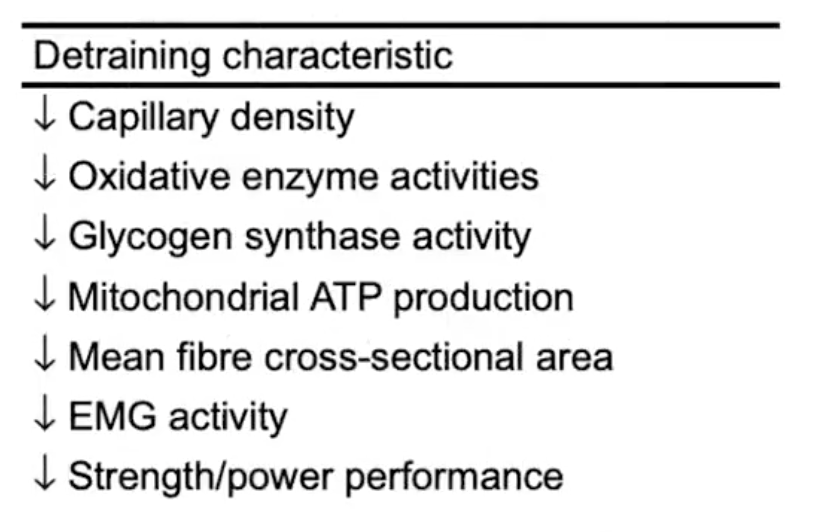 Detraining characteristic
↓ Capillary density
↓ Oxidative enzyme activities
↓ Glycogen synthase activity
↓ Mitochondrial ATP production
↓ Mean fibre cross-sectional area
↓ EMG activity
↓ Strength/power performance